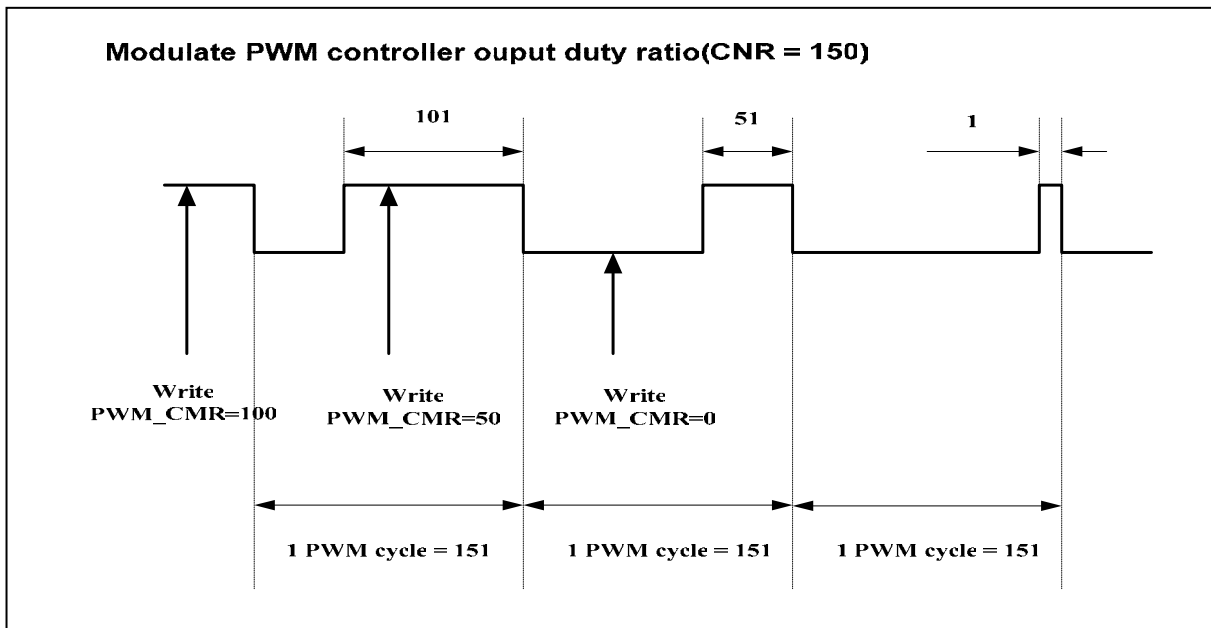 Modulate PWM controller ouput duty ratio(CNR = 150)
101
51
1
Write
PWM_CMR=100
Write
PWM_CMR=50
Write
PWM_CMR=0
1 PWM cycle = 151
1 PWM cycle = 151
1 PWM cycle = 151